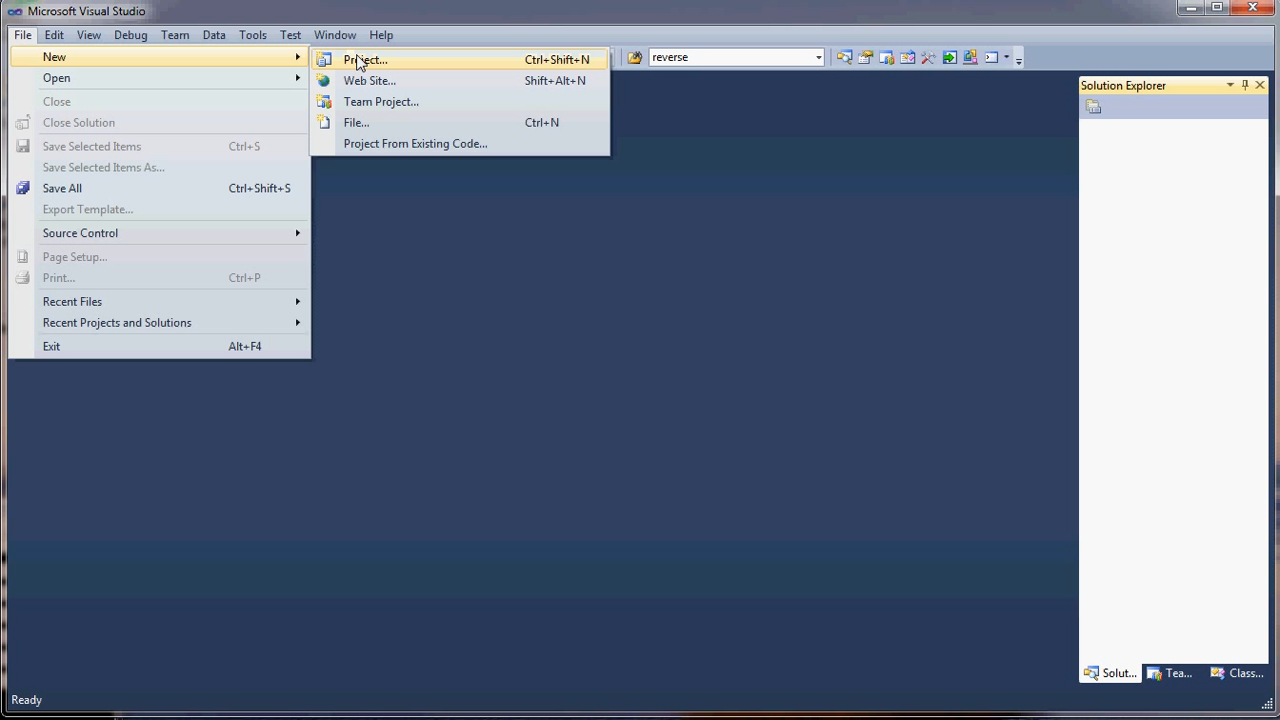 Microsoft Visual Studio
File Edit View Debug Team Data Tools Test Window Help
New
Project... Ctrl+Shift+N
reverse
Open
Web Site... Shift+Alt+N
Close
Team Project...
Close Solution
File... Ctrl+N
Save Selected Items Ctrl+S
Project From Existing Code...
Save Selected Items As...
Save All Ctrl+Shift+S
Export Template...
Source Control
Page Setup...
Print... Ctrl+P
Recent Files
Recent Projects and Solutions
Exit Alt+F4
Solution Explorer
Solut... Tea... Class...
Ready